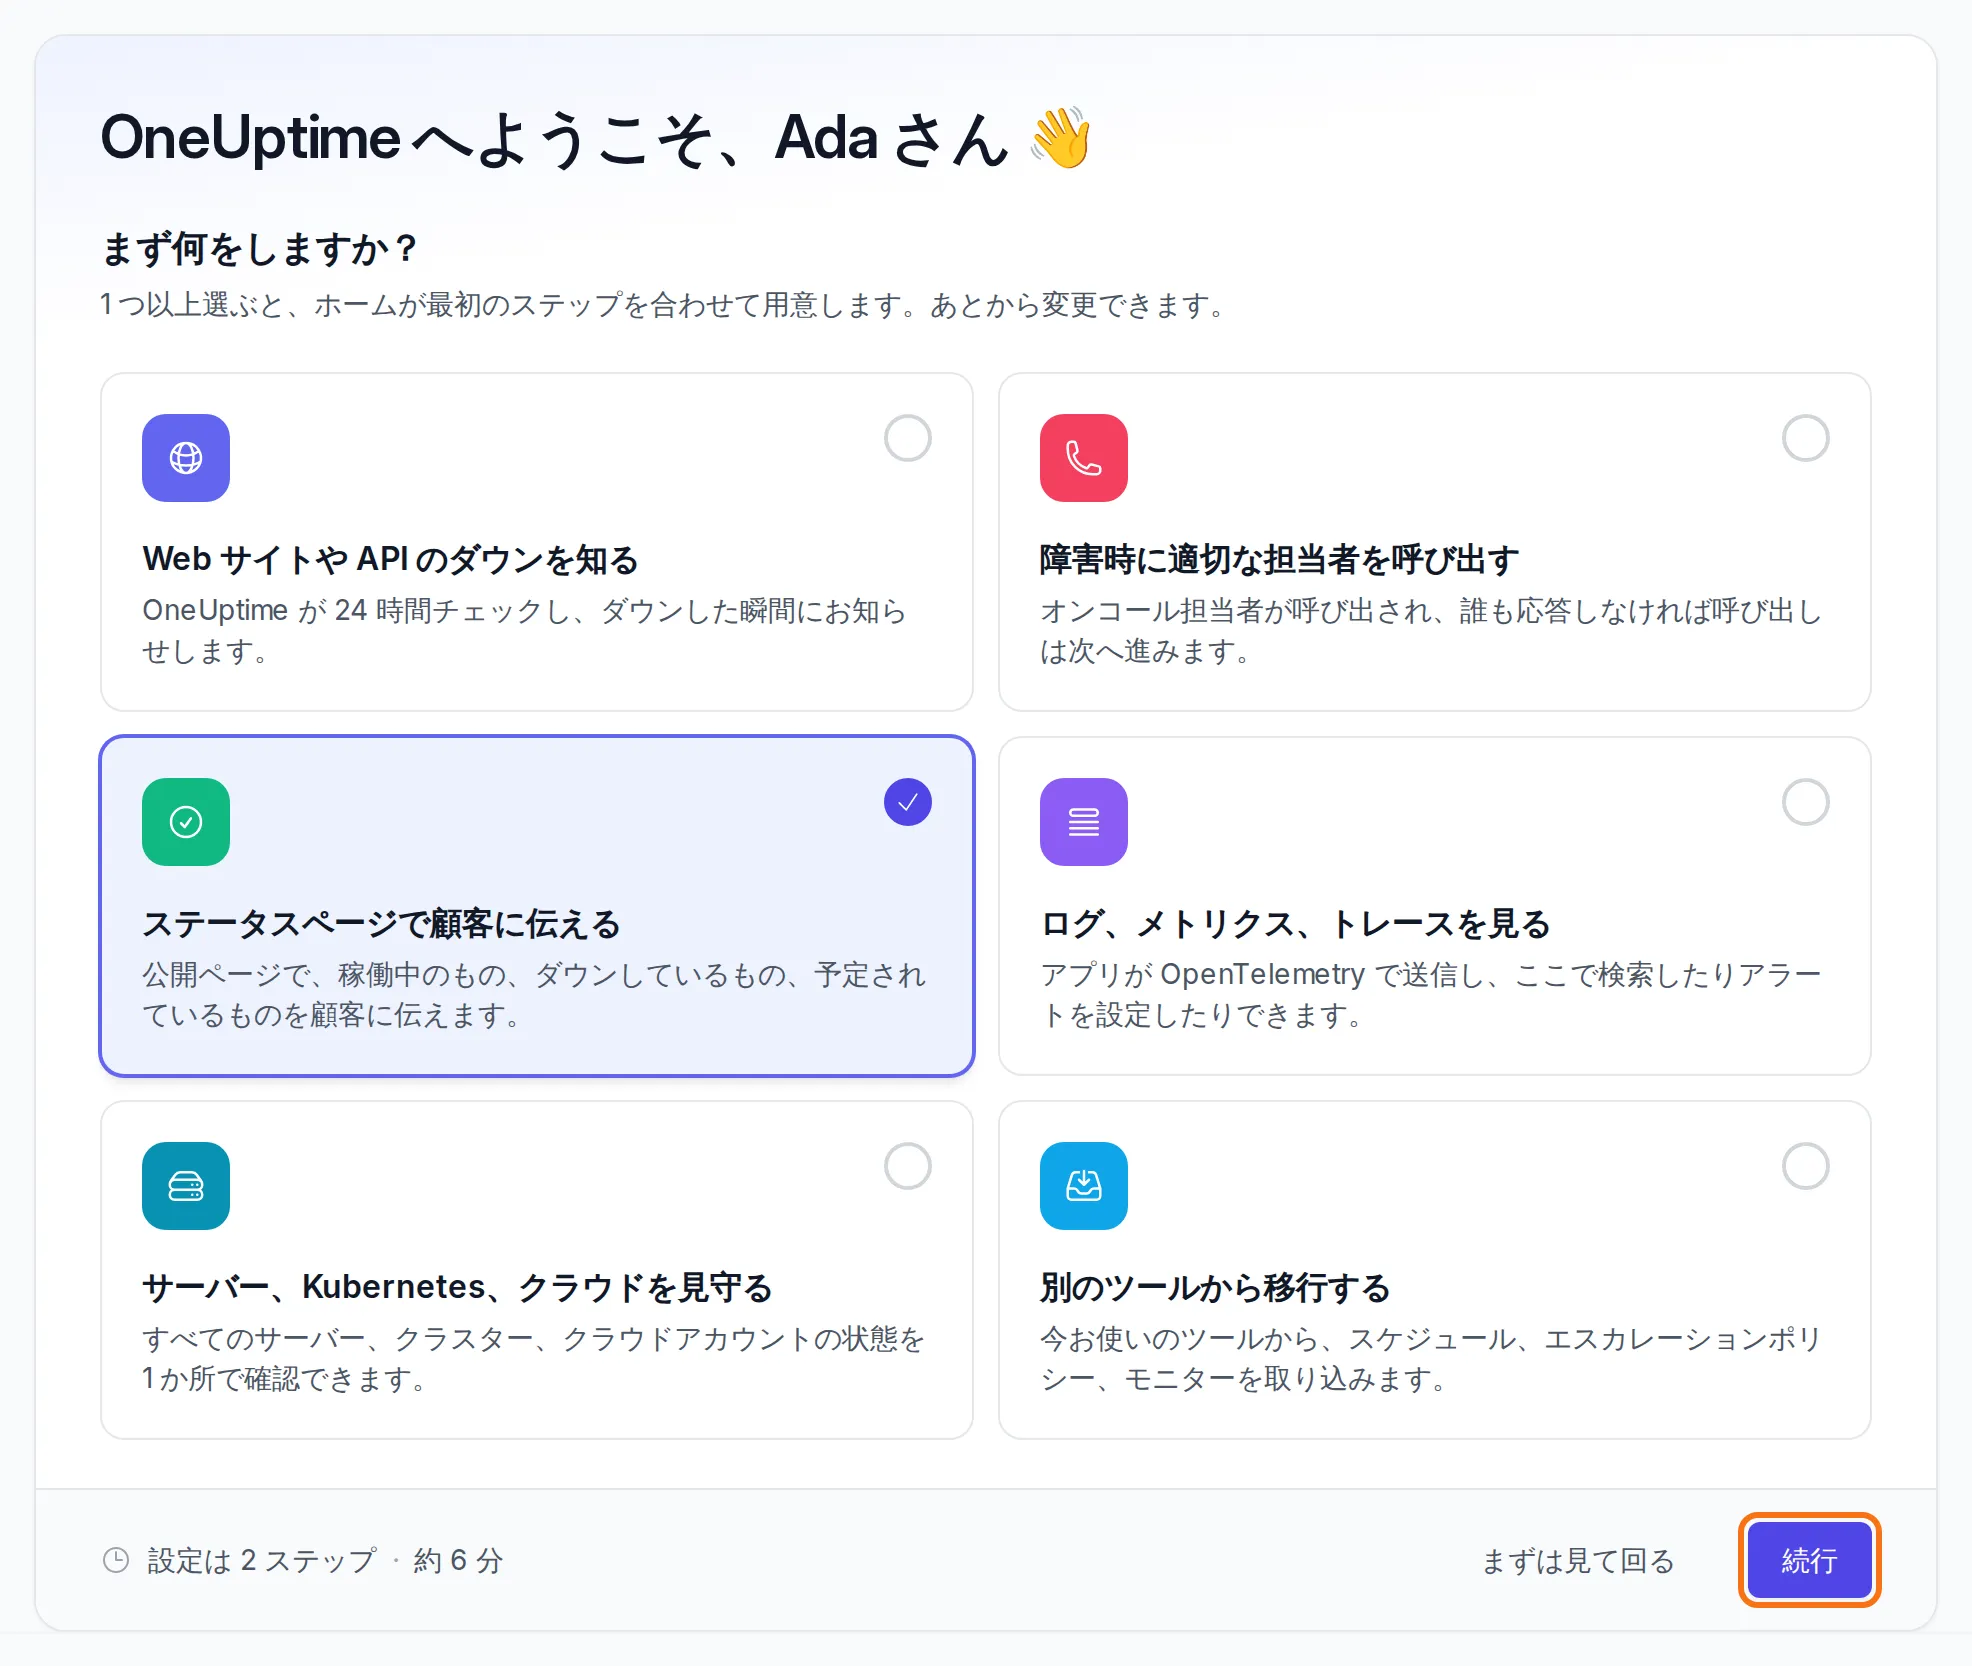 OneUptime へようこそ、Ada さん 👋
まず何をしますか？
1 つ以上選ぶと、ホームが最初のステップを合わせて用意します。あとから変更できます。
Web サイトや API のダウンを知る
OneUptime が 24 時間チェックし、ダウンした瞬間にお知ら
せします。
障害時に適切な担当者を呼び出す
オンコール担当者が呼び出され、誰も応答しなければ呼び出し
は次へ進みます。
ステータスページで顧客に伝える
公開ページで、稼働中のもの、ダウンしているもの、予定され
ているものを顧客に伝えます。
ログ、メトリクス、トレースを見る
アプリが OpenTelemetry で送信し、ここで検索したりアラー
トを設定したりできます。
サーバー、Kubernetes、クラウドを見守る
すべてのサーバー、クラスター、クラウドアカウントの状態を
1 か所で確認できます。
別のツールから移行する
今お使いのツールから、スケジュール、エスカレーションポリ
シー、モニターを取り込みます。
設定は 2 ステップ · 約 6 分
まずは見て回る
続行